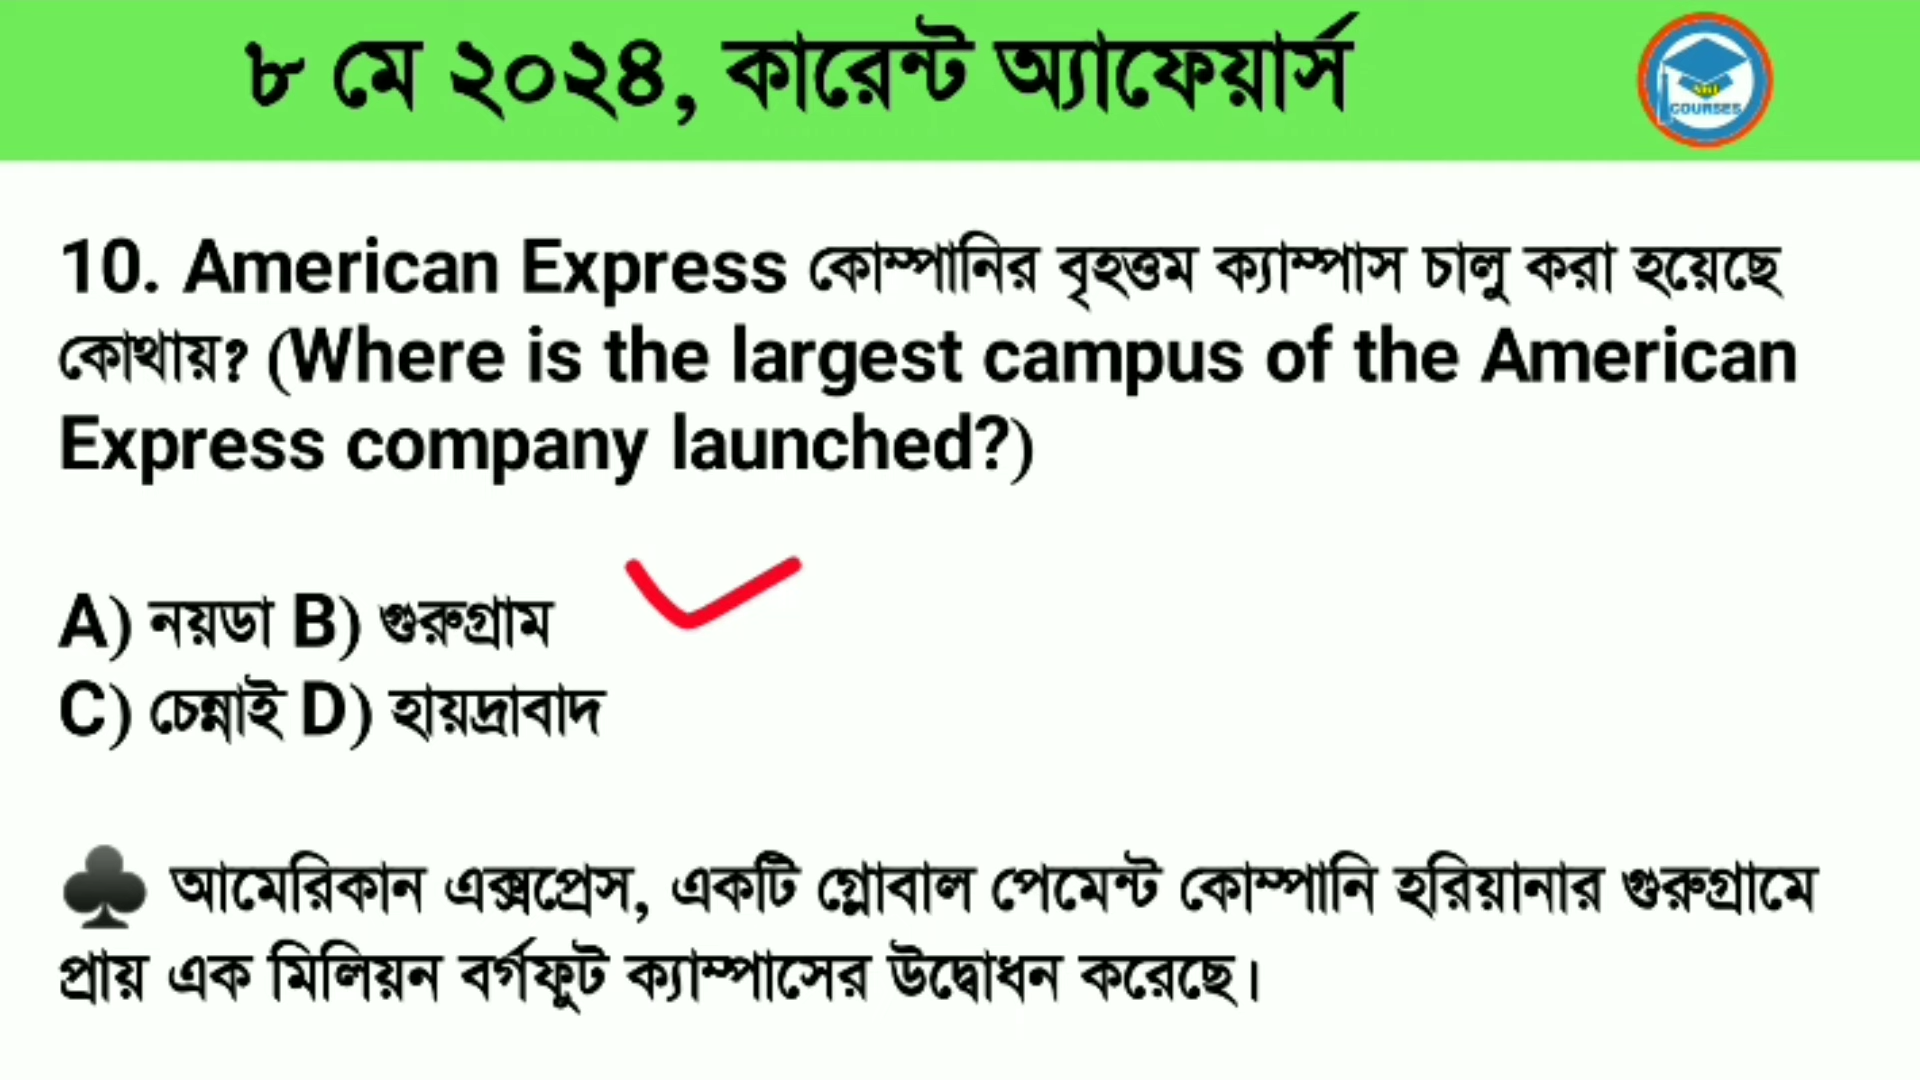 ৮ মে ২০২৪, কারেন্ট অ্যাফেয়ার্স
COURSES
10. American Express কোম্পানির বৃহত্তম ক্যাম্পাস চালু করা হয়েছে
কোথায়? (Where is the largest campus of the American
Express company launched?)
A) নয়ডা B) গুরুগ্রাম
C) চেন্নাই D) হায়দ্রাবাদ
♣ আমেরিকান এক্সপ্রেস, একটি গ্লোবাল পেমেন্ট কোম্পানি হরিয়ানার গুরুগ্রামে
প্রায় এক মিলিয়ন বর্গফুট ক্যাম্পাসের উদ্বোধন করেছে।